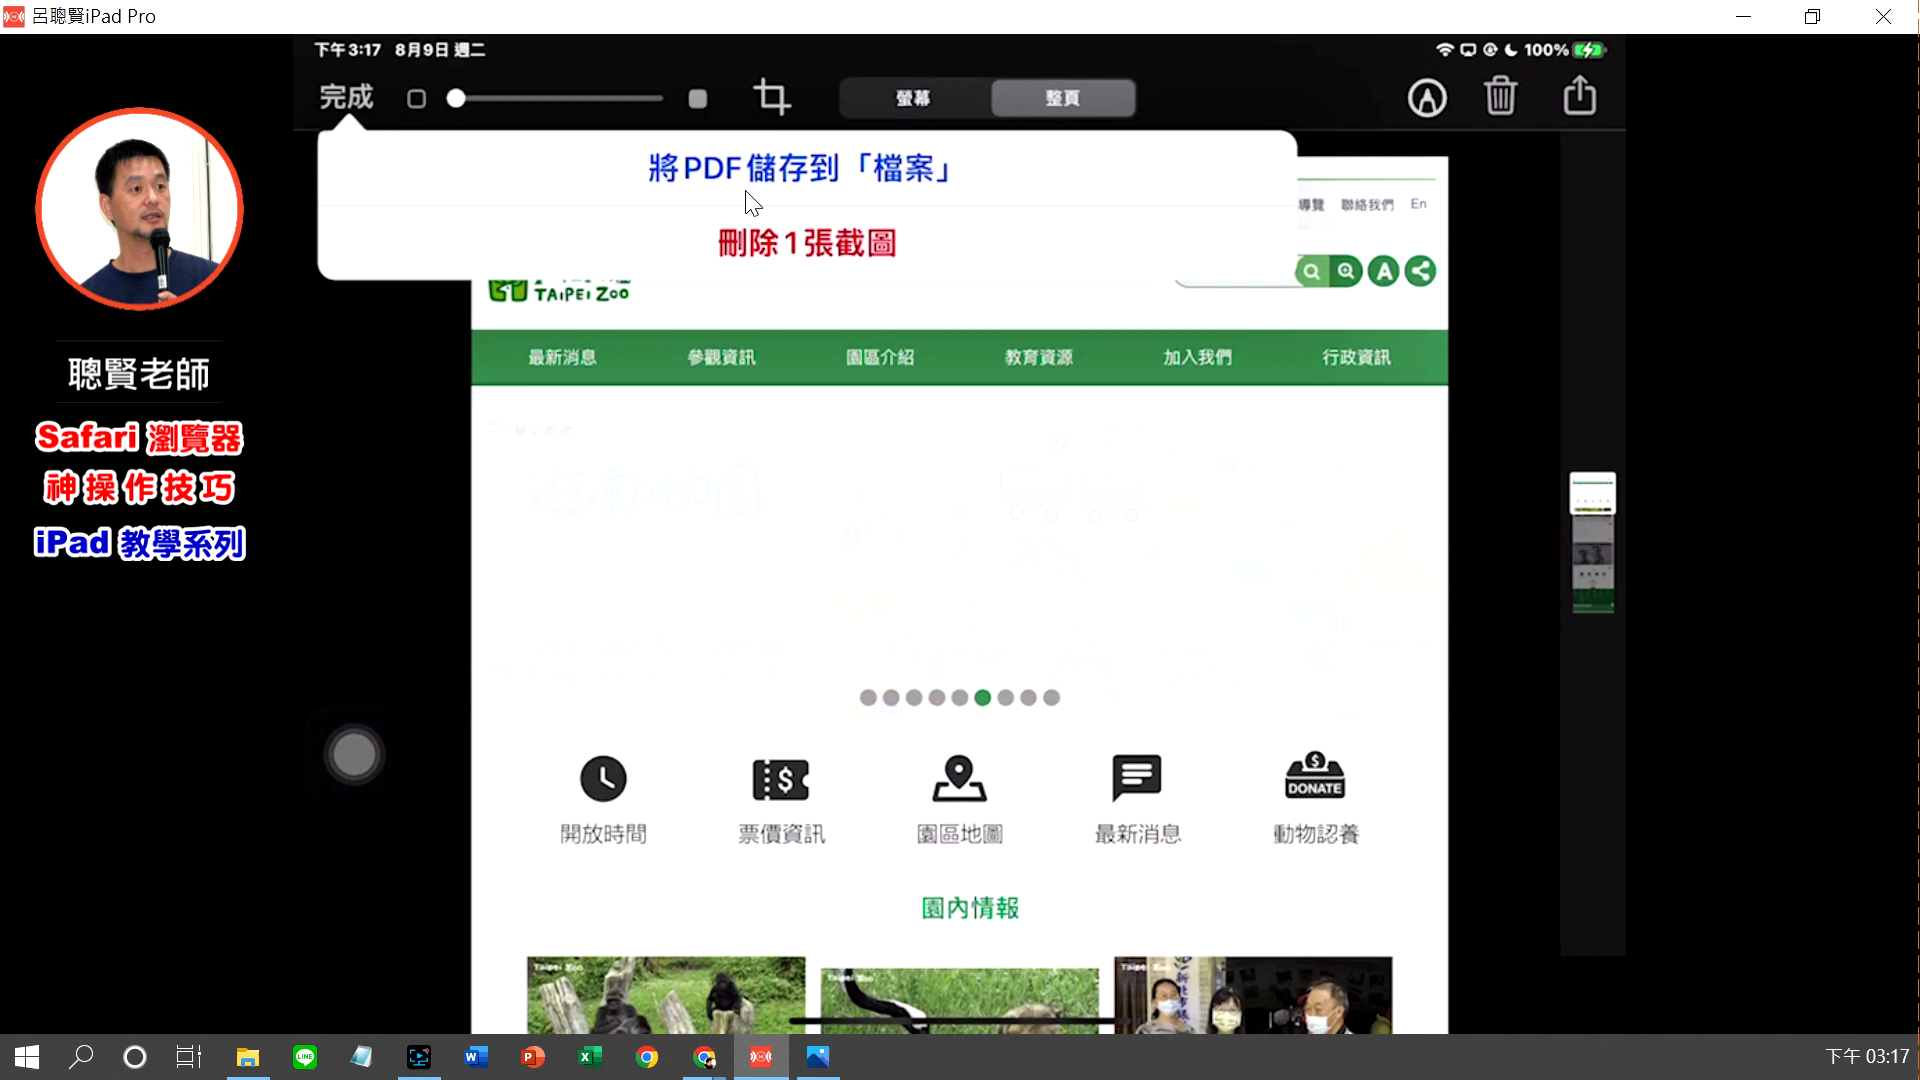 呂聰賢iPad Pro
下午3:17 8月9日 週二
100%
完成
螢幕
整頁
將PDF儲存到「檔案」
刪除1張截圖
導覽 聯絡我們 En
A
TAIPEI ZOO
最新消息 參觀資訊 園區介紹 教育資源 加入我們 行政資訊
聰賢老師
Safari 瀏覽器
神操作技巧
iPad 教學系列
DONATE
開放時間 票價資訊 園區地圖 最新消息 動物認養
園內情報
Taipei Zoo
Taipei Zoo
下午 03:17